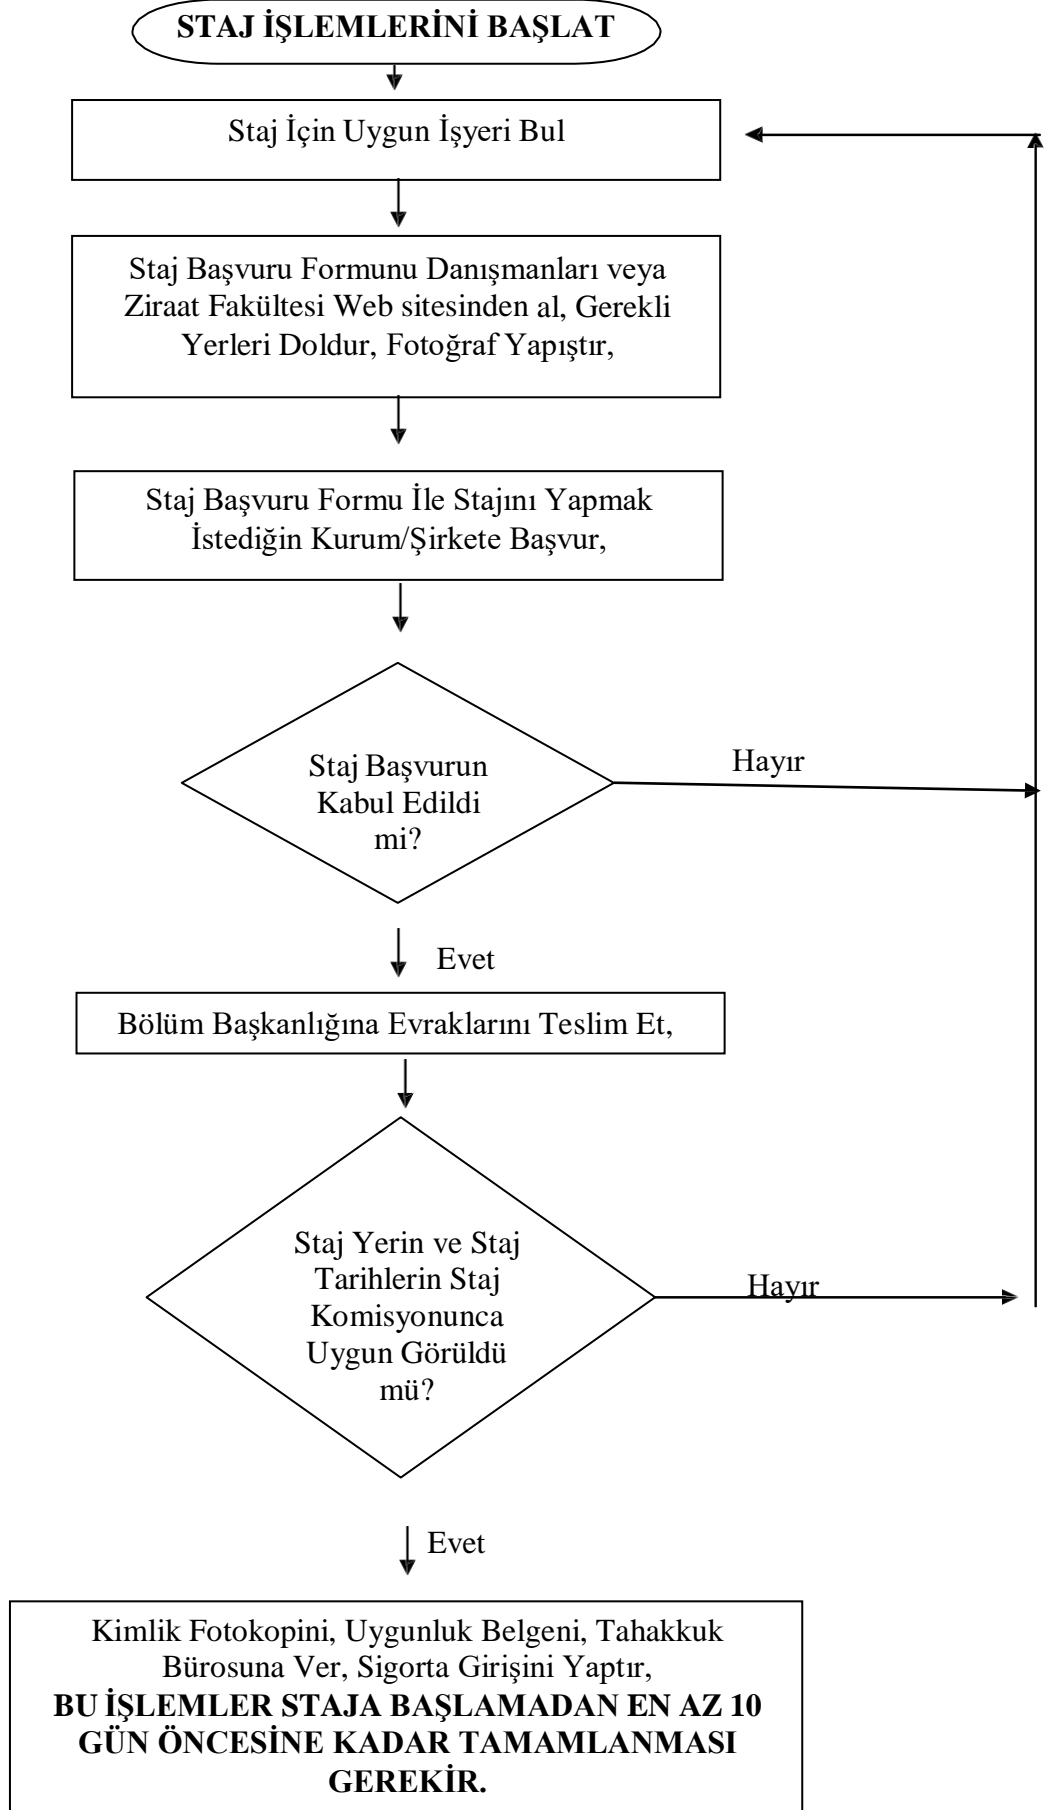 STAJ İŞLEMLERİNİ BAŞLAT
Staj İçin Uygun İşyeri Bul
Staj Başvuru Formunu Danışmanları veya
Ziraat Fakültesi Web sitesinden al, Gerekli
Yerleri Doldur, Fotoğraf Yapıştır,
Staj Başvuru Formu İle Stajını Yapmak
İstediğin Kurum/Şirkete Başvur,
Staj Başvurun
Kabul Edildi
mi?
Hayır
Evet
Bölüm Başkanlığına Evraklarını Teslim Et,
Staj Yerin ve Staj
Tarihlerin Staj
Komisyonunca
Uygun Görüldü
mü?
Hayır
Evet
Kimlik Fotokopini, Uygunluk Belgeni, Tahakkuk
Bürosuna Ver, Sigorta Girişini Yaptır,
BU İŞLEMLER STAJA BAŞLAMADAN EN AZ 10
GÜN ÖNCESİNE KADAR TAMAMLANMASI
GEREKİR.